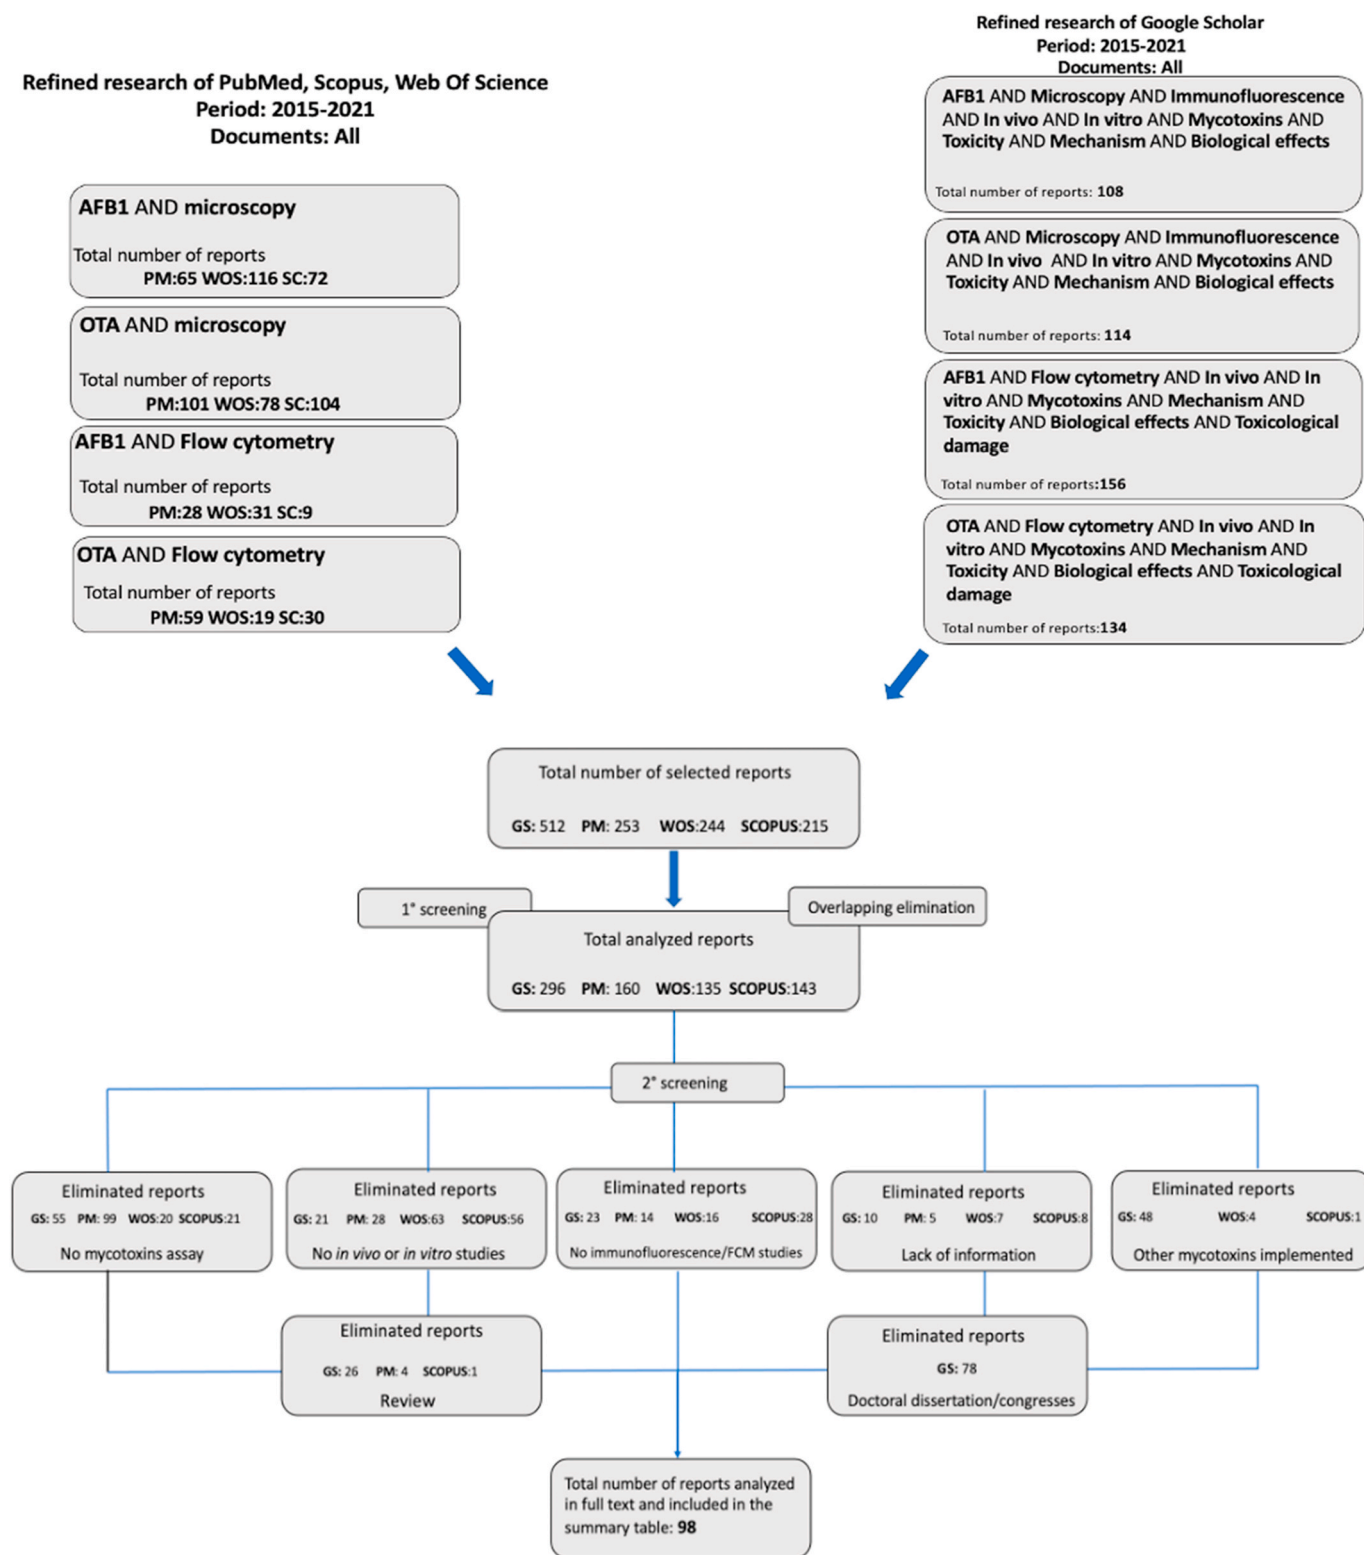 Refined research of PubMed, Scopus, Web Of Science
Period: 2015-2021
Documents: All
AFB1 AND microscopy
Total number of reports
PM:65 WOS:116 SC:72
OTA AND microscopy
Total number of reports
PM:101 WOS:78 SC:104
AFB1 AND Flow cytometry
Total number of reports
PM:28 WOS:31 SC:9
OTA AND Flow cytometry
Total number of reports
PM:59 WOS:19 SC:30
Refined research of Google Scholar
Period: 2015-2021
Documents: All
AFB1 AND Microscopy AND Immunofluorescence
AND In vivo AND In vitro AND Mycotoxins AND
Toxicity AND Mechanism AND Biological effects
Total number of reports: 108
OTA AND Microscopy AND Immunofluorescence
AND In vivo AND In vitro AND Mycotoxins AND
Toxicity AND Mechanism AND Biological effects
Total number of reports: 114
AFB1 AND Flow cytometry AND In vivo AND In
vitro AND Mycotoxins AND Mechanism AND
Toxicity AND Biological effects AND Toxicological
damage
Total number of reports:156
OTA AND Flow cytometry AND In vivo AND In
vitro AND Mycotoxins AND Mechanism AND
Toxicity AND Biological effects AND Toxicological
damage
Total number of reports:134
Total number of selected reports
GS: 512 PM: 253 WOS:244 SCOPUS:215
1° screening
Overlapping elimination
Total analyzed reports
GS: 296 PM: 160 WOS:135 SCOPUS:143
2° screening
Eliminated reports
GS: 55 PM: 99 WOS:20 SCOPUS:21
No mycotoxins assay
Eliminated reports
GS: 21 PM: 28 WOS:63 SCOPUS:56
No in vivo or in vitro studies
Eliminated reports
GS: 23 PM: 14 WOS:16 SCOPUS:28
No immunofluorescence/FCM studies
Eliminated reports
GS: 10 PM: 5 WOS:7 SCOPUS:8
Lack of information
Eliminated reports
GS: 48 WOS:4 SCOPUS:1
Other mycotoxins implemented
Eliminated reports
GS: 26 PM: 4 SCOPUS:1
Review
Eliminated reports
GS: 78
Doctoral dissertation/congresses
Total number of reports analyzed
in full text and included in the
summary table: 98